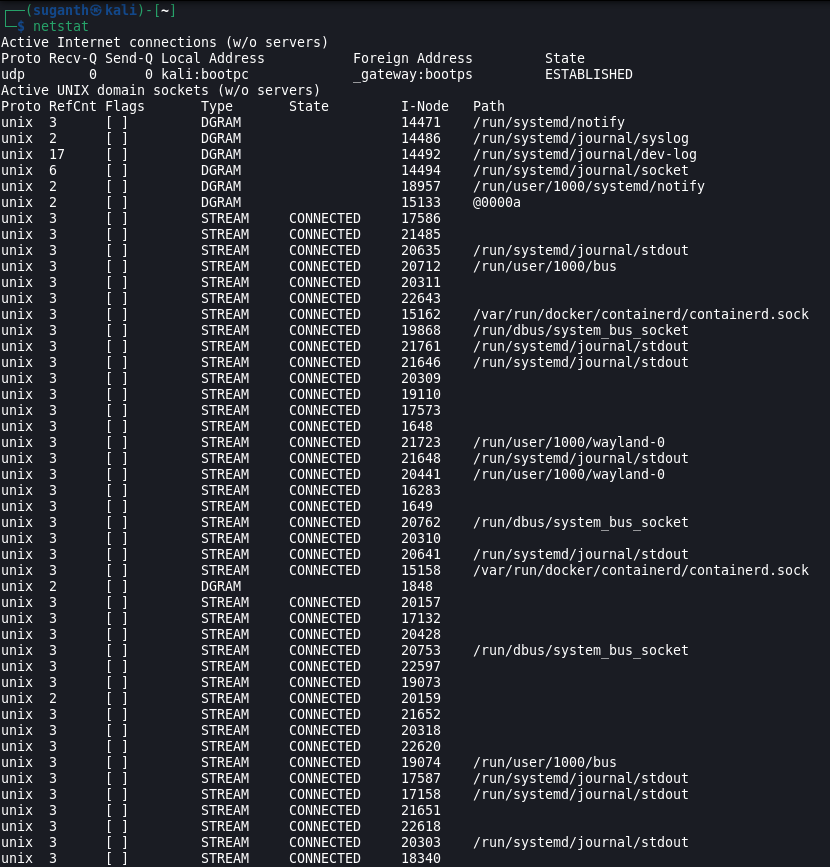 ┌──(suganth㉿kali)-[~]
└─$ netstat
Active Internet connections (w/o servers)
Proto Recv-Q Send-Q Local Address           Foreign Address         State
udp        0      0 kali:bootpc             _gateway:bootps         ESTABLISHED
Active UNIX domain sockets (w/o servers)
Proto RefCnt Flags       Type       State         I-Node   Path
unix  3      [ ]         DGRAM                    14471    /run/systemd/notify
unix  2      [ ]         DGRAM                    14486    /run/systemd/journal/syslog
unix  17     [ ]         DGRAM                    14492    /run/systemd/journal/dev-log
unix  6      [ ]         DGRAM                    14494    /run/systemd/journal/socket
unix  2      [ ]         DGRAM                    18957    /run/user/1000/systemd/notify
unix  2      [ ]         DGRAM                    15133    @0000a
unix  3      [ ]         STREAM     CONNECTED     17586
unix  3      [ ]         STREAM     CONNECTED     21485
unix  3      [ ]         STREAM     CONNECTED     20635    /run/systemd/journal/stdout
unix  3      [ ]         STREAM     CONNECTED     20712    /run/user/1000/bus
unix  3      [ ]         STREAM     CONNECTED     20311
unix  3      [ ]         STREAM     CONNECTED     22643
unix  3      [ ]         STREAM     CONNECTED     15162    /var/run/docker/containerd/containerd.sock
unix  3      [ ]         STREAM     CONNECTED     19868    /run/dbus/system_bus_socket
unix  3      [ ]         STREAM     CONNECTED     21761    /run/systemd/journal/stdout
unix  3      [ ]         STREAM     CONNECTED     21646    /run/systemd/journal/stdout
unix  3      [ ]         STREAM     CONNECTED     20309
unix  3      [ ]         STREAM     CONNECTED     19110
unix  3      [ ]         STREAM     CONNECTED     17573
unix  3      [ ]         STREAM     CONNECTED     1648
unix  3      [ ]         STREAM     CONNECTED     21723    /run/user/1000/wayland-0
unix  3      [ ]         STREAM     CONNECTED     21648    /run/systemd/journal/stdout
unix  3      [ ]         STREAM     CONNECTED     20441    /run/user/1000/wayland-0
unix  3      [ ]         STREAM     CONNECTED     16283
unix  3      [ ]         STREAM     CONNECTED     1649
unix  3      [ ]         STREAM     CONNECTED     20762    /run/dbus/system_bus_socket
unix  3      [ ]         STREAM     CONNECTED     20310
unix  3      [ ]         STREAM     CONNECTED     20641    /run/systemd/journal/stdout
unix  3      [ ]         STREAM     CONNECTED     15158    /var/run/docker/containerd/containerd.sock
unix  2      [ ]         DGRAM                    1848
unix  3      [ ]         STREAM     CONNECTED     20157
unix  3      [ ]         STREAM     CONNECTED     17132
unix  3      [ ]         STREAM     CONNECTED     20428
unix  3      [ ]         STREAM     CONNECTED     20753    /run/dbus/system_bus_socket
unix  3      [ ]         STREAM     CONNECTED     22597
unix  3      [ ]         STREAM     CONNECTED     19073
unix  2      [ ]         STREAM     CONNECTED     20159
unix  3      [ ]         STREAM     CONNECTED     21652
unix  3      [ ]         STREAM     CONNECTED     20318
unix  3      [ ]         STREAM     CONNECTED     22620
unix  3      [ ]         STREAM     CONNECTED     19074    /run/user/1000/bus
unix  3      [ ]         STREAM     CONNECTED     17587    /run/systemd/journal/stdout
unix  3      [ ]         STREAM     CONNECTED     17158    /run/systemd/journal/stdout
unix  3      [ ]         STREAM     CONNECTED     21651
unix  3      [ ]         STREAM     CONNECTED     22618
unix  3      [ ]         STREAM     CONNECTED     20303    /run/systemd/journal/stdout
unix  3      [ ]         STREAM     CONNECTED     18340